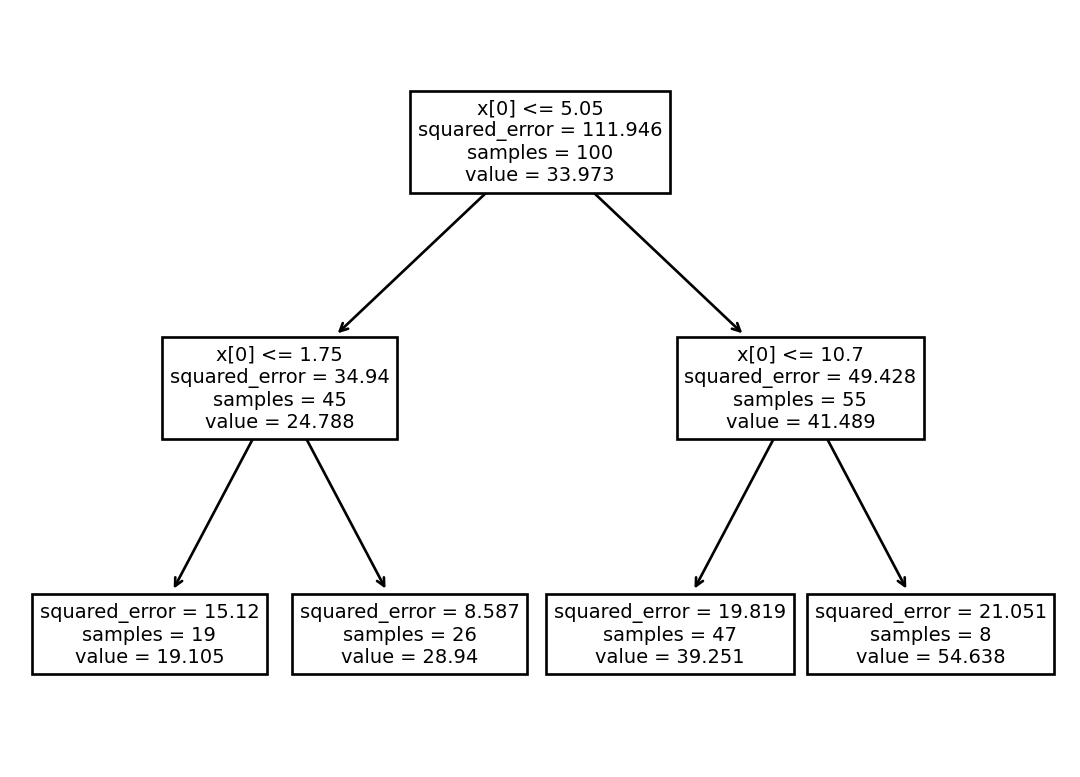 x[0] <= 5.05
squared_error = 111.946
samples = 100
value = 33.973
x[0] <= 1.75
squared_error = 34.94
samples = 45
value = 24.788
x[0] <= 10.7
squared_error = 49.428
samples = 55
value = 41.489
squared_error = 15.12
samples = 19
value = 19.105
squared_error = 8.587
samples = 26
value = 28.94
squared_error = 19.819
samples = 47
value = 39.251
squared_error = 21.051
samples = 8
value = 54.638